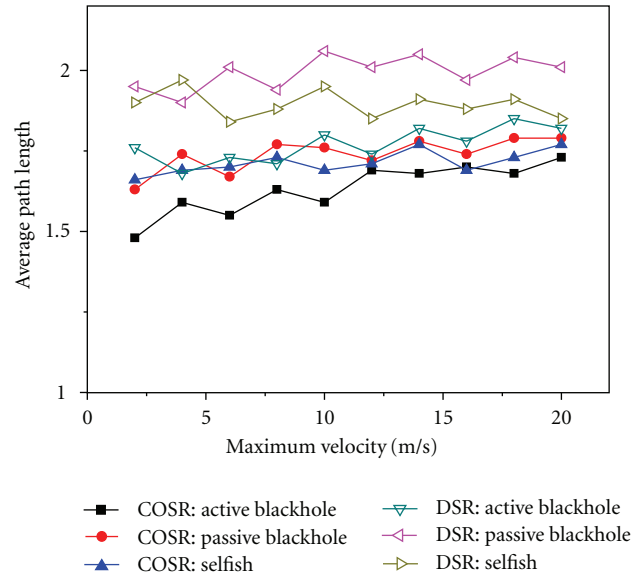 2
1.5
1
Average path length
0
5
10
15
20
Maximum velocity (m/s)
COSR: active blackhole
COSR: passive blackhole
COSR: selfish
DSR: active blackhole
DSR: passive blackhole
DSR: selfish